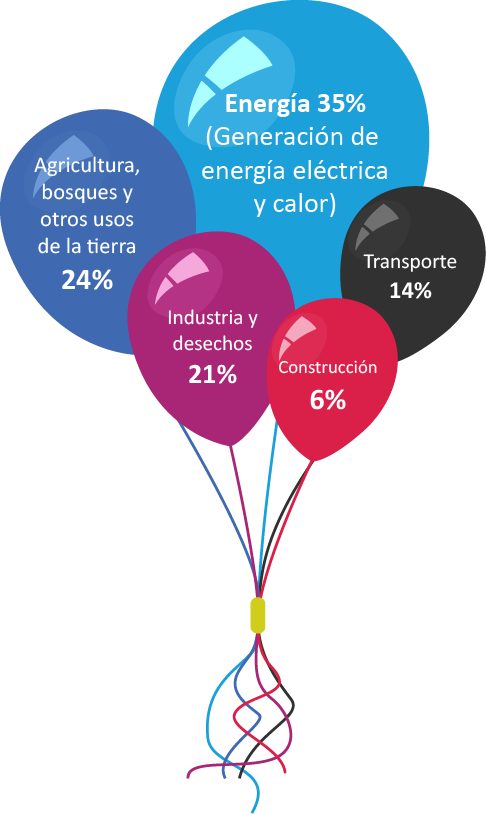 Energía 35%
(Generación de
energía eléctrica
y calor)
Agricultura,
bosques y
otros usos
de la tierra
24%
Transporte
14%
Industria y
desechos
21%
Construcción
6%